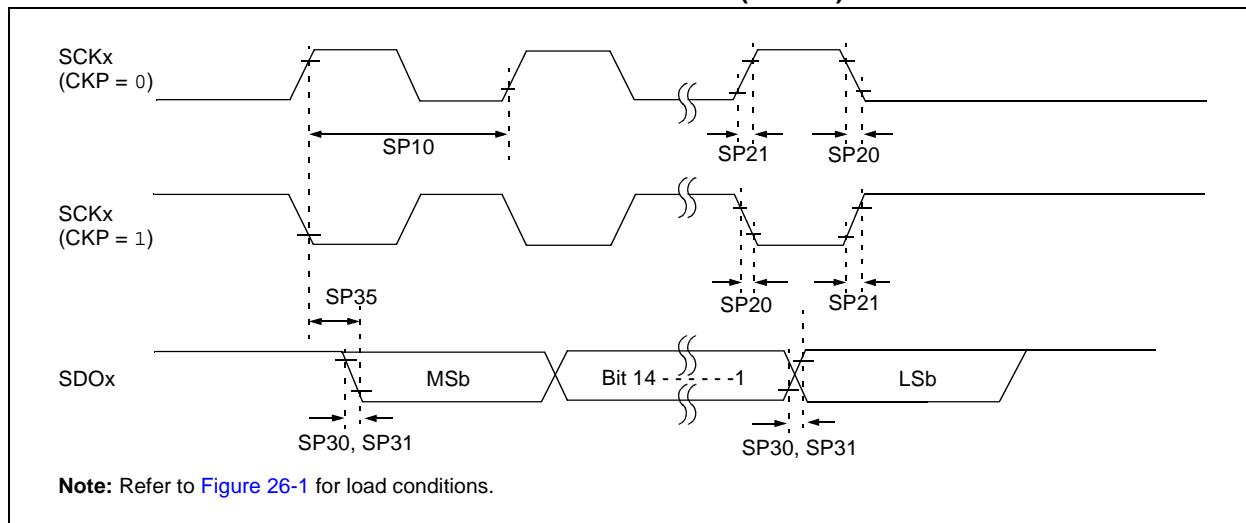 SCKx
(CKP = 0)
SP10
SP21
SP20
SCKx
(CKP = 1)
SP35
SP20
SP21
SDOx
MSb
Bit 14 - - - - - -1
LSb
SP30, SP31
SP30, SP31
Note: Refer to Figure 26-1 for load conditions.